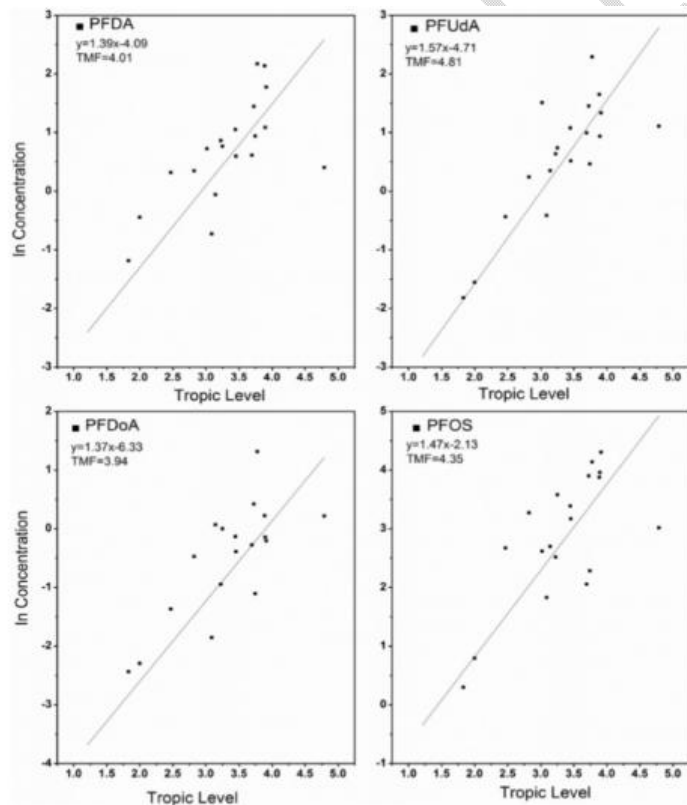 PFDA
y=1.39x-4.09
TMF=4.01
ln Concentration
3
2
1
0
-1
-2
-3
1.0 1.5 2.0 2.5 3.0 3.5 4.0 4.5 5.0
Tropic Level
PFUdA
y=1.57x-4.71
TMF=4.81
3
2
1
0
-1
-2
-3
1.0 1.5 2.0 2.5 3.0 3.5 4.0 4.5 5.0
Tropic Level
PFDoA
y=1.37x-6.33
TMF=3.94
ln Concentration
2
1
0
-1
-2
-3
-4
1.0 1.5 2.0 2.5 3.0 3.5 4.0 4.5 5.0
Tropic Level
PFOS
y=1.47x-2.13
TMF=4.35
5
4
3
2
1
0
-1
1.0 1.5 2.0 2.5 3.0 3.5 4.0 4.5 5.0
Tropic Level